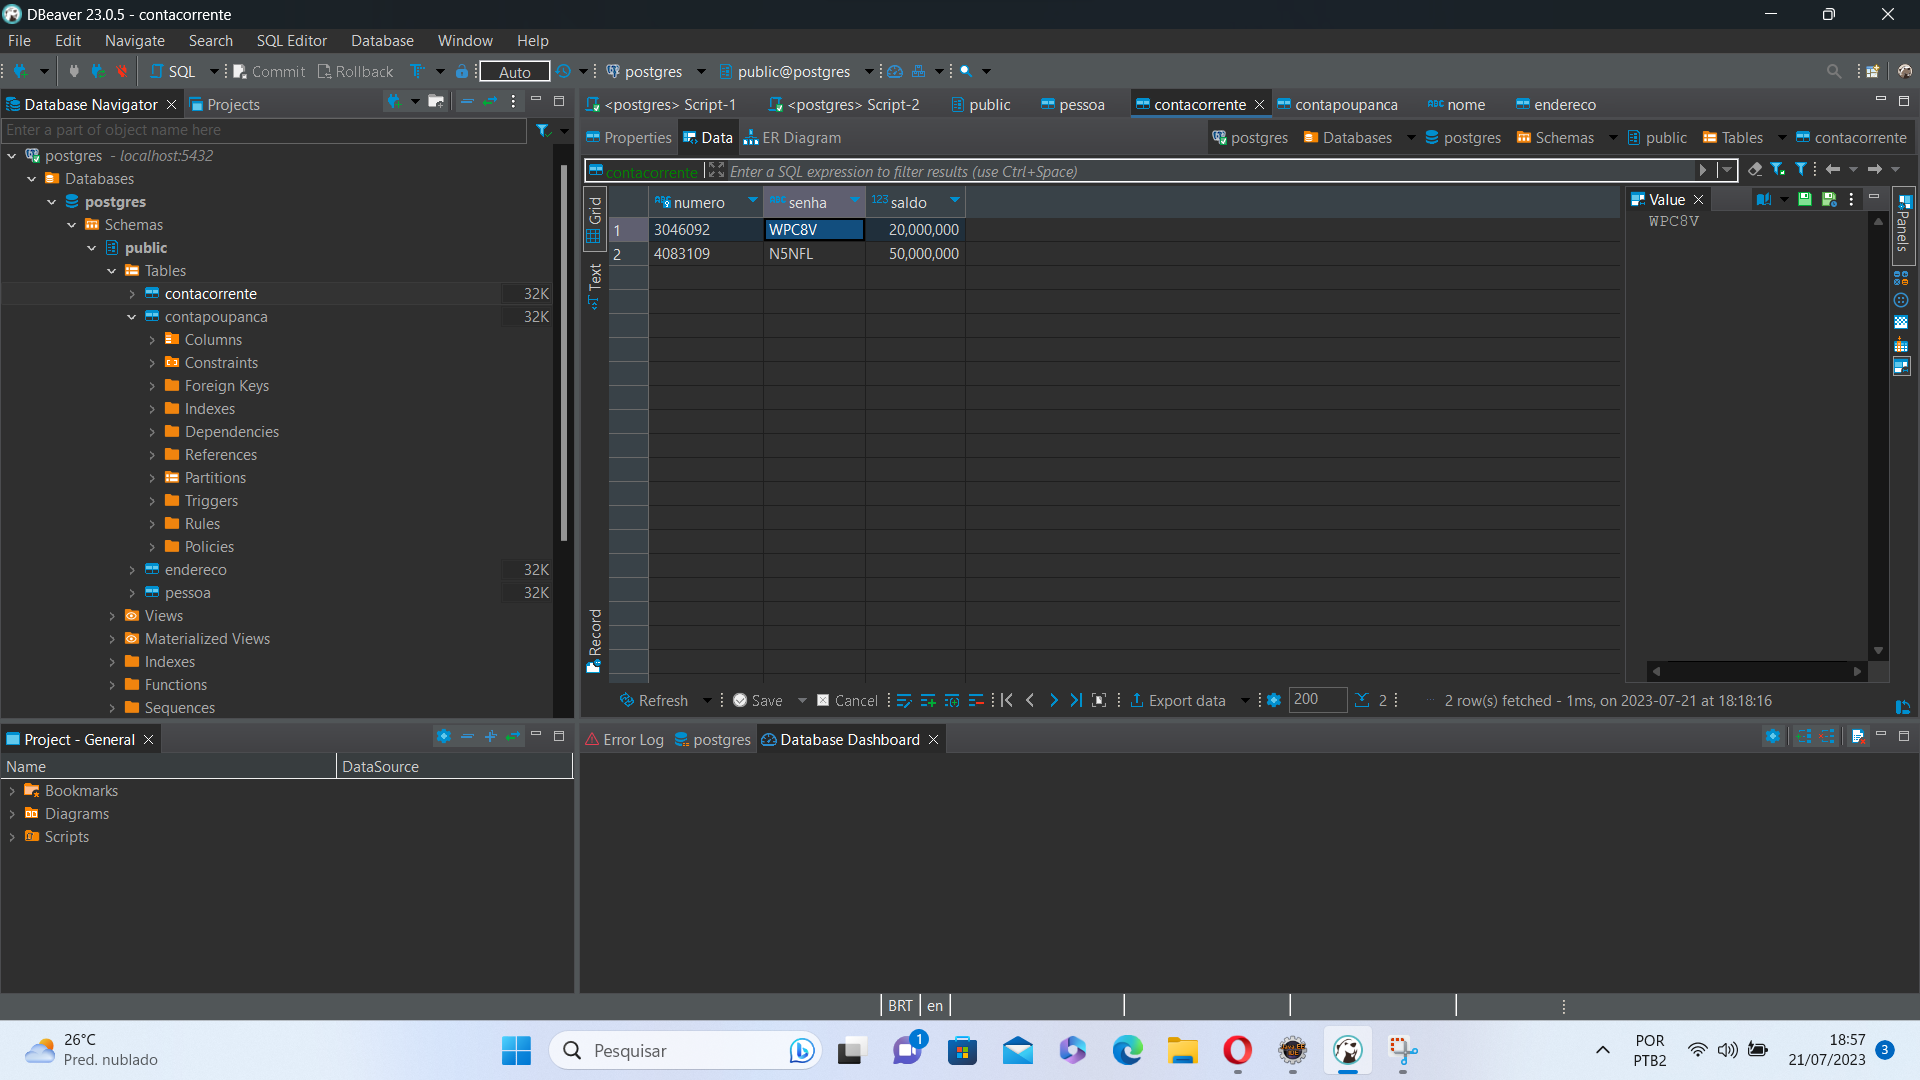 DBeaver 23.0.5 - contacorrente
File Edit Navigate Search SQL Editor Database Window Help
SQL Commit Rollback Auto postgres public@postgres
Database Navigator Projects
Enter a part of object name here
postgres - localhost:5432
Databases
postgres
Schemas
public
Tables
contacorrente 32K
contapoupanca 32K
Columns
Constraints
Foreign Keys
Indexes
Dependencies
References
Partitions
Triggers
Rules
Policies
endereco 32K
pessoa 32K
Views
Materialized Views
Indexes
Functions
Sequences
<postgres> Script-1 <postgres> Script-2 public pessoa contacorrente contapoupanca ABC nome endereco
Properties Data ER Diagram postgres Databases postgres Schemas public Tables contacorrente
contacorrente Enter a SQL expression to filter results (use Ctrl+Space)
Grid
Text
Record
ABC numero ABC senha 123 saldo
1 3046092 WPC8V 20,000,000
2 4083109 N5NFL 50,000,000
Value
WPC8V
Panels
Refresh Save Cancel Export data 200 2 2 row(s) fetched - 1ms, on 2023-07-21 at 18:18:16
Project - General
Name DataSource
Bookmarks
Diagrams
Scripts
Error Log postgres Database Dashboard
BRT en
26°C
Pred. nublado
Pesquisar
1
POR
PTB2
18:57
21/07/2023
3